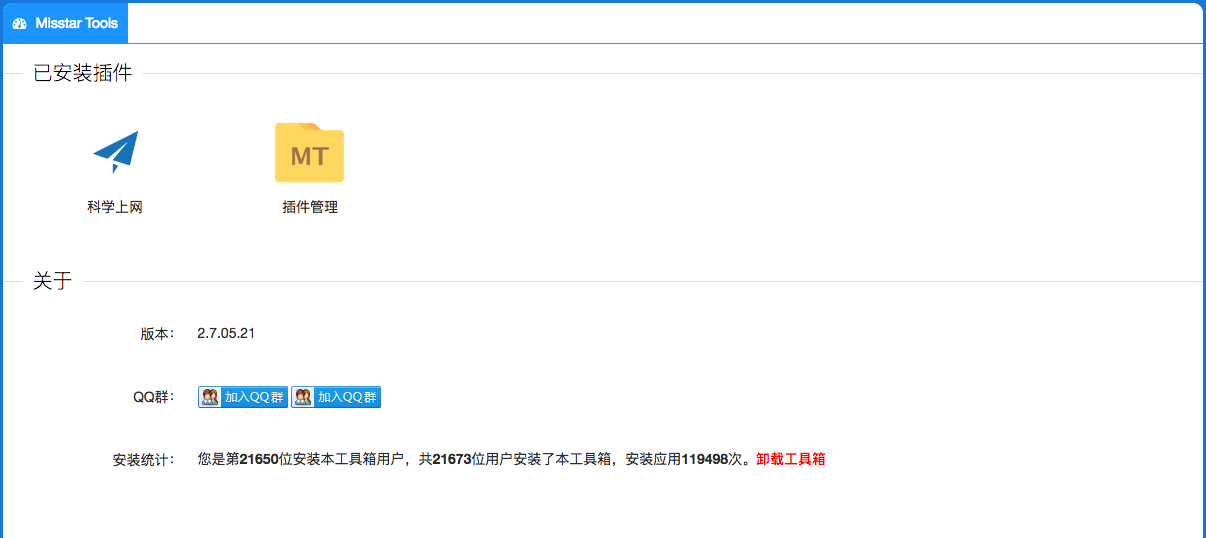 Misstar Tools
已安装插件
MT
科学上网 插件管理
关于
版本： 2.7.05.21
QQ群： 加入QQ群 加入QQ群
安装统计： 您是第21650位安装本工具箱用户，共21673位用户安装了本工具箱，安装应用119498次。卸载工具箱